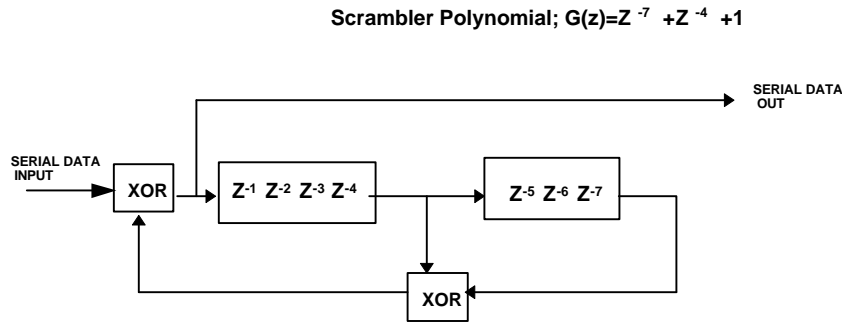 Scrambler Polynomial; G(z)=Z -7 +Z -4 +1
SERIAL DATA
OUT
SERIAL DATA
INPUT
XOR
Z-1 Z-2 Z-3 Z-4
Z-5 Z-6 Z-7
XOR